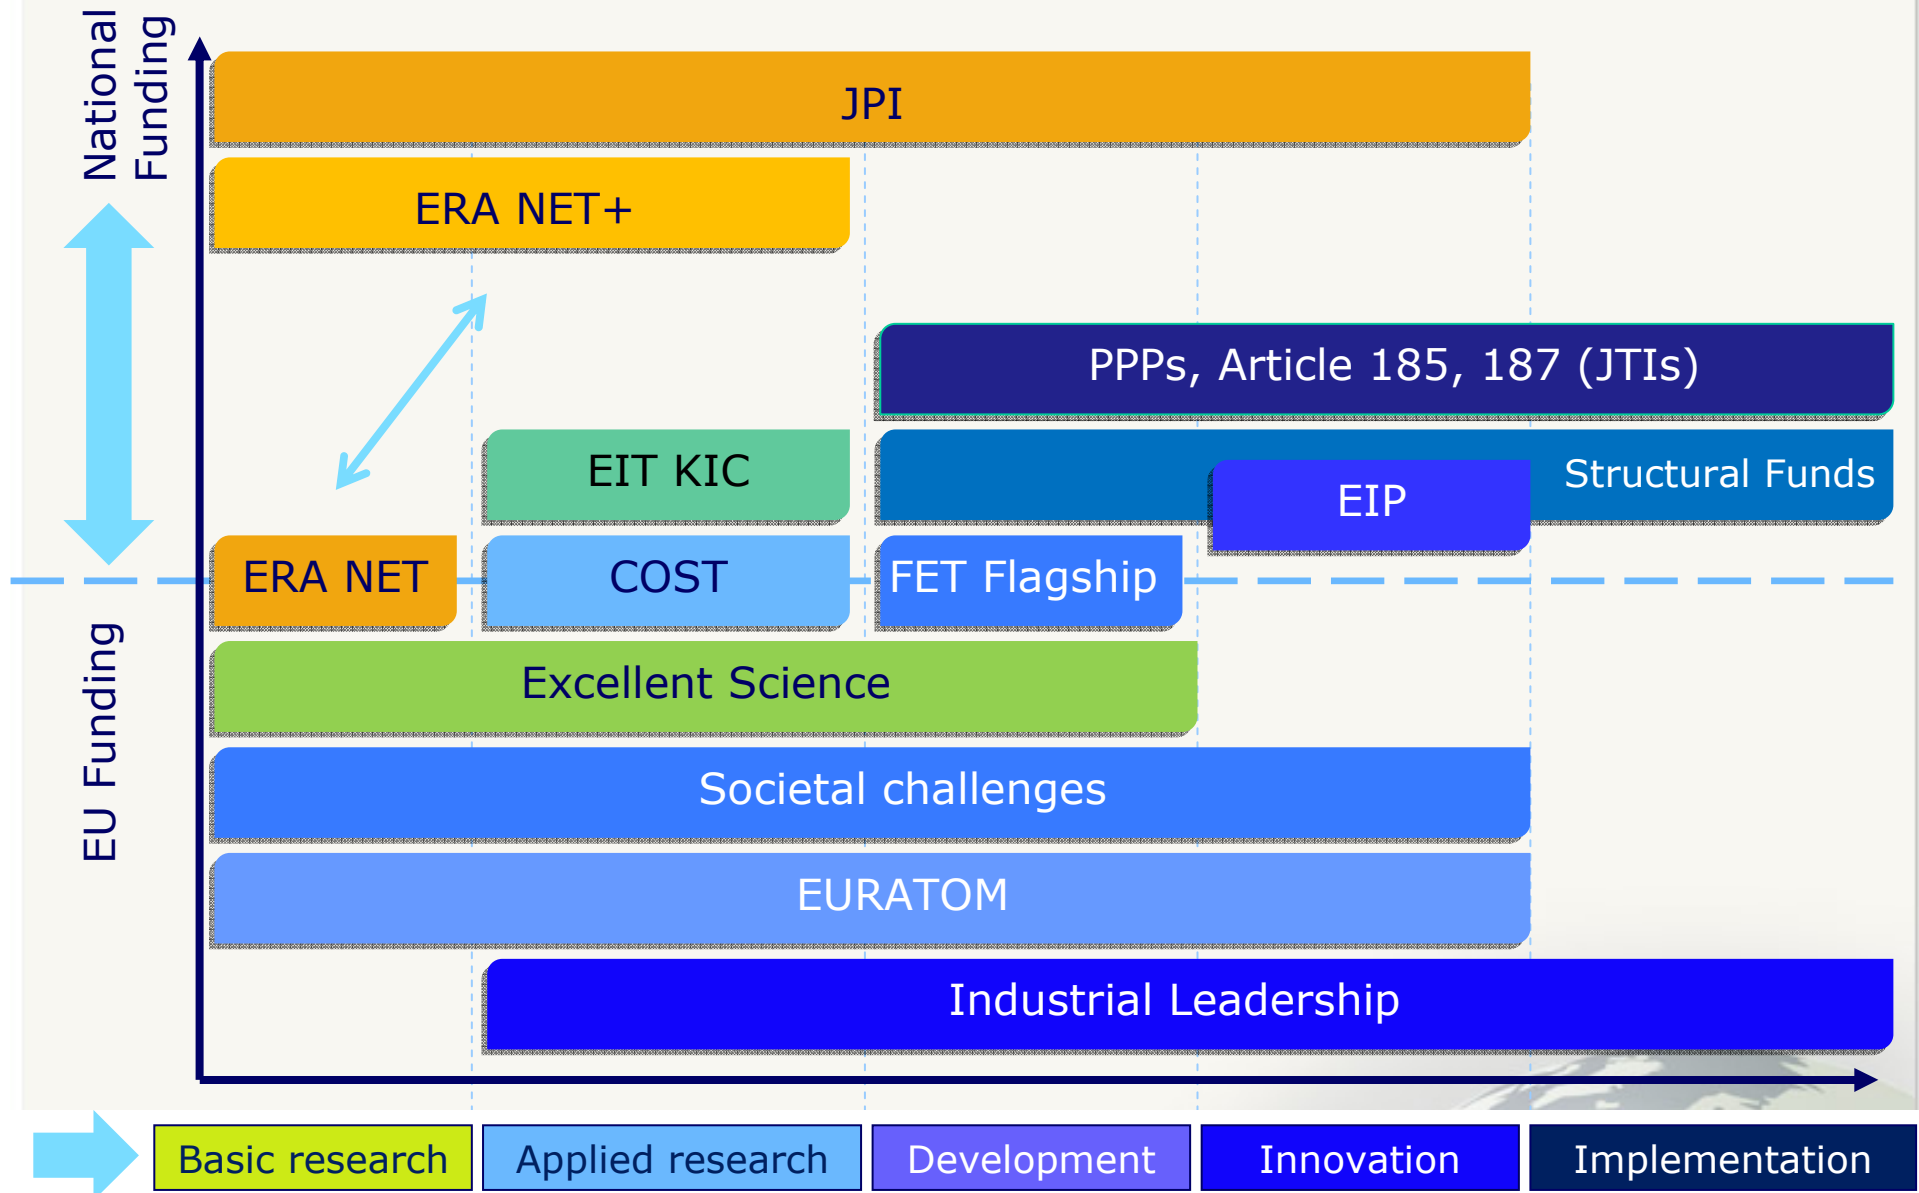 National
Funding
JPI
ERA NET+
PPPs, Article 185, 187 (JTIs)
EIT KIC
Structural Funds
EIP
ERA NET
COST
FET Flagship
EU Funding
Excellent Science
Societal challenges
EURATOM
Industrial Leadership
Basic research
Applied research
Development
Innovation
Implementation